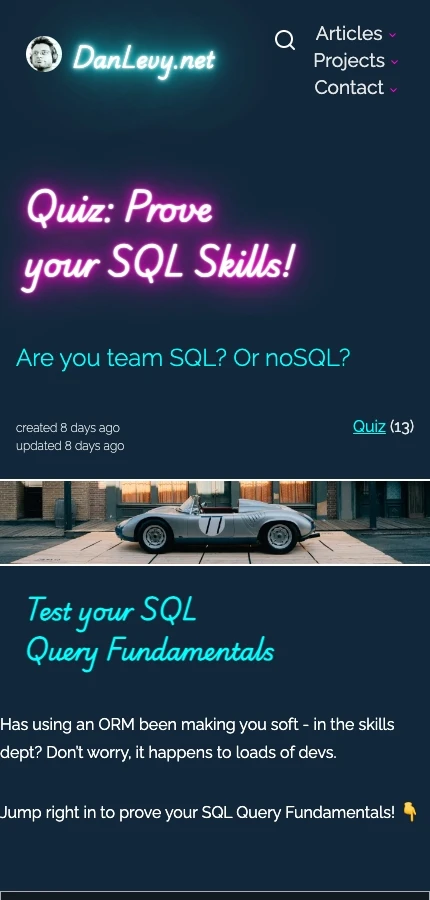 DanLevy.net
Articles
Projects
Contact
Quiz: Prove
your SQL Skills!
Are you team SQL? Or noSQL?
created 8 days ago
updated 8 days ago
Quiz (13)
77
Test your SQL
Query Fundamentals
Has using an ORM been making you soft - in the skills
dept? Don't worry, it happens to loads of devs.
Jump right in to prove your SQL Query Fundamentals! 👇